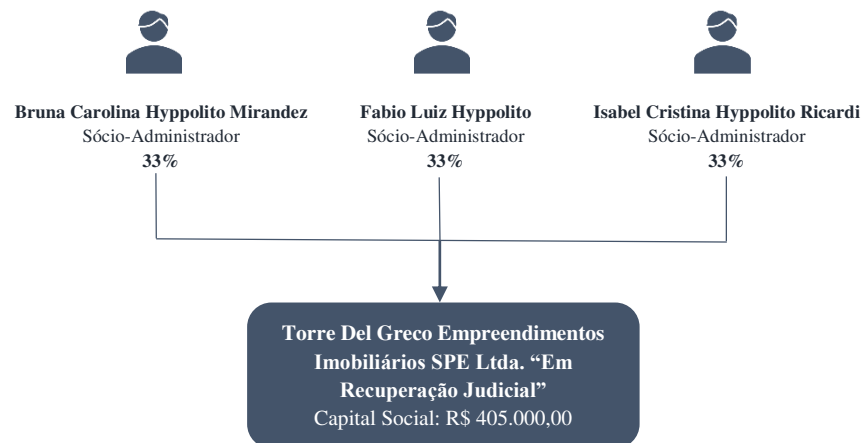 Bruna Carolina Hyppolito Mirandez
Sócio-Administrador
33%
Fabio Luiz Hyppolito
Sócio-Administrador
33%
Isabel Cristina Hyppolito Ricardi
Sócio-Administrador
33%
Torre Del Greco Empreendimentos
Imobiliários SPE Ltda. “Em
Recuperação Judicial”
Capital Social: R$ 405.000,00